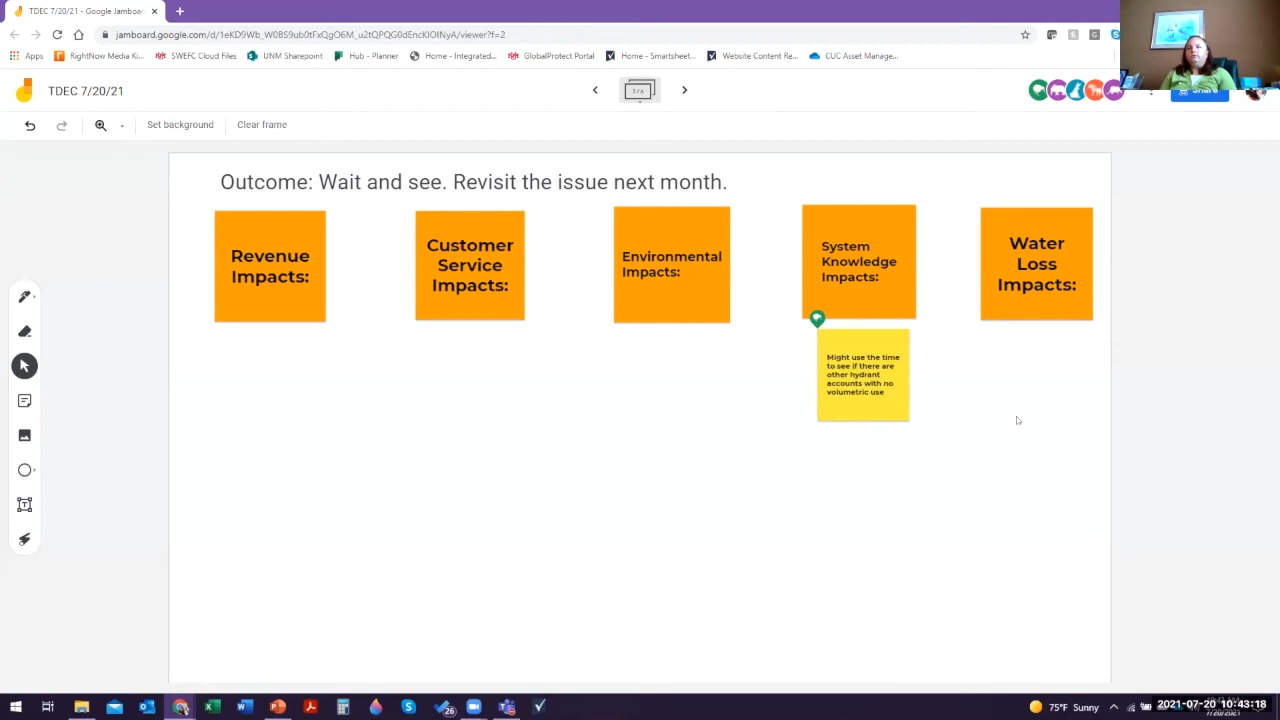 TDEC 7/20/21 - Google Jamboa
jamboard.google.com/d/1eKD9Wb_W0BS9ub0tFxQgO6M_u2tQPQG0dEncKlOINyA/viewer?f=2
Apps
RightNow Media Ki...
SWEFC Cloud Files
UNM Sharepoint
Hub - Planner
Home - Integrated...
GlobalProtect Portal
Home - Smartsheet...
Website Content Re...
CUC Asset Manage...
TDEC 7/20/21
Set background
Clear frame
Outcome: Wait and see. Revisit the issue next month.
Revenue
Impacts:
Customer
Service
Impacts:
Environmental
Impacts:
System
Knowledge
Impacts:
Water
Loss
Impacts:
Might use the time
to see if there are
other hydrant
accounts with no
volumetric use
26
75°F Sunny
2021-07-20 10:43:18